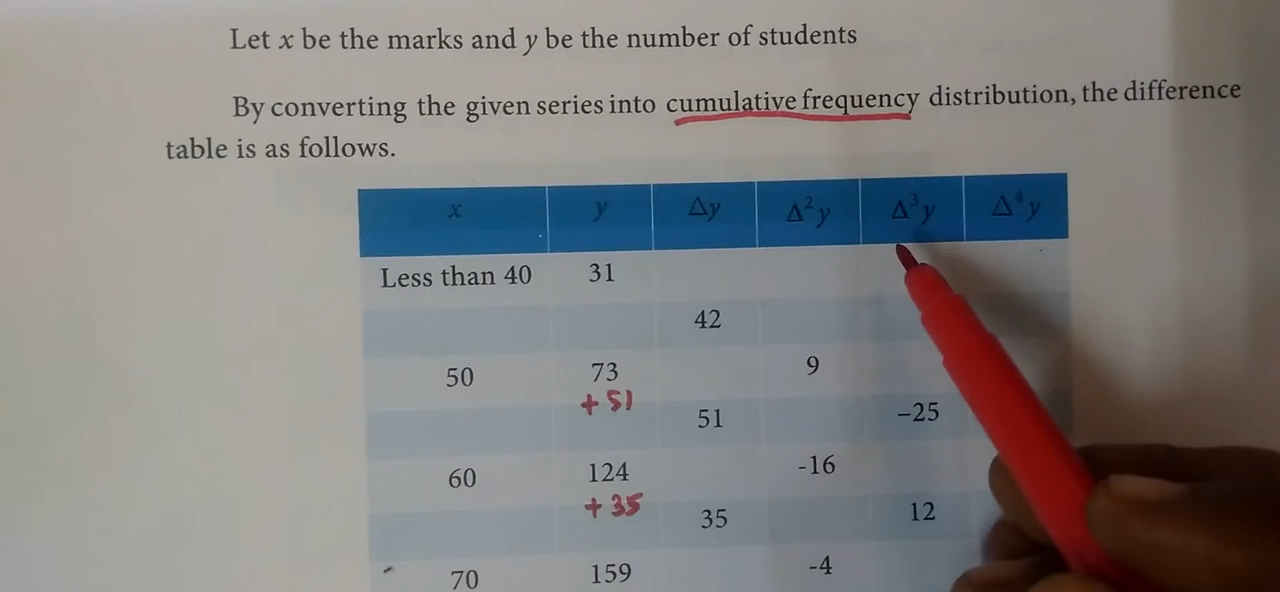 Let x be the marks and y be the number of students
By converting the given series into cumulative frequency distribution, the difference
table is as follows.
x y Δy Δ²y Δ³y Δ⁴y
Less than 40 31
42
50 73 9
+ 51
51 -25
60 124 -16
+ 35
35 12
70 159 -4